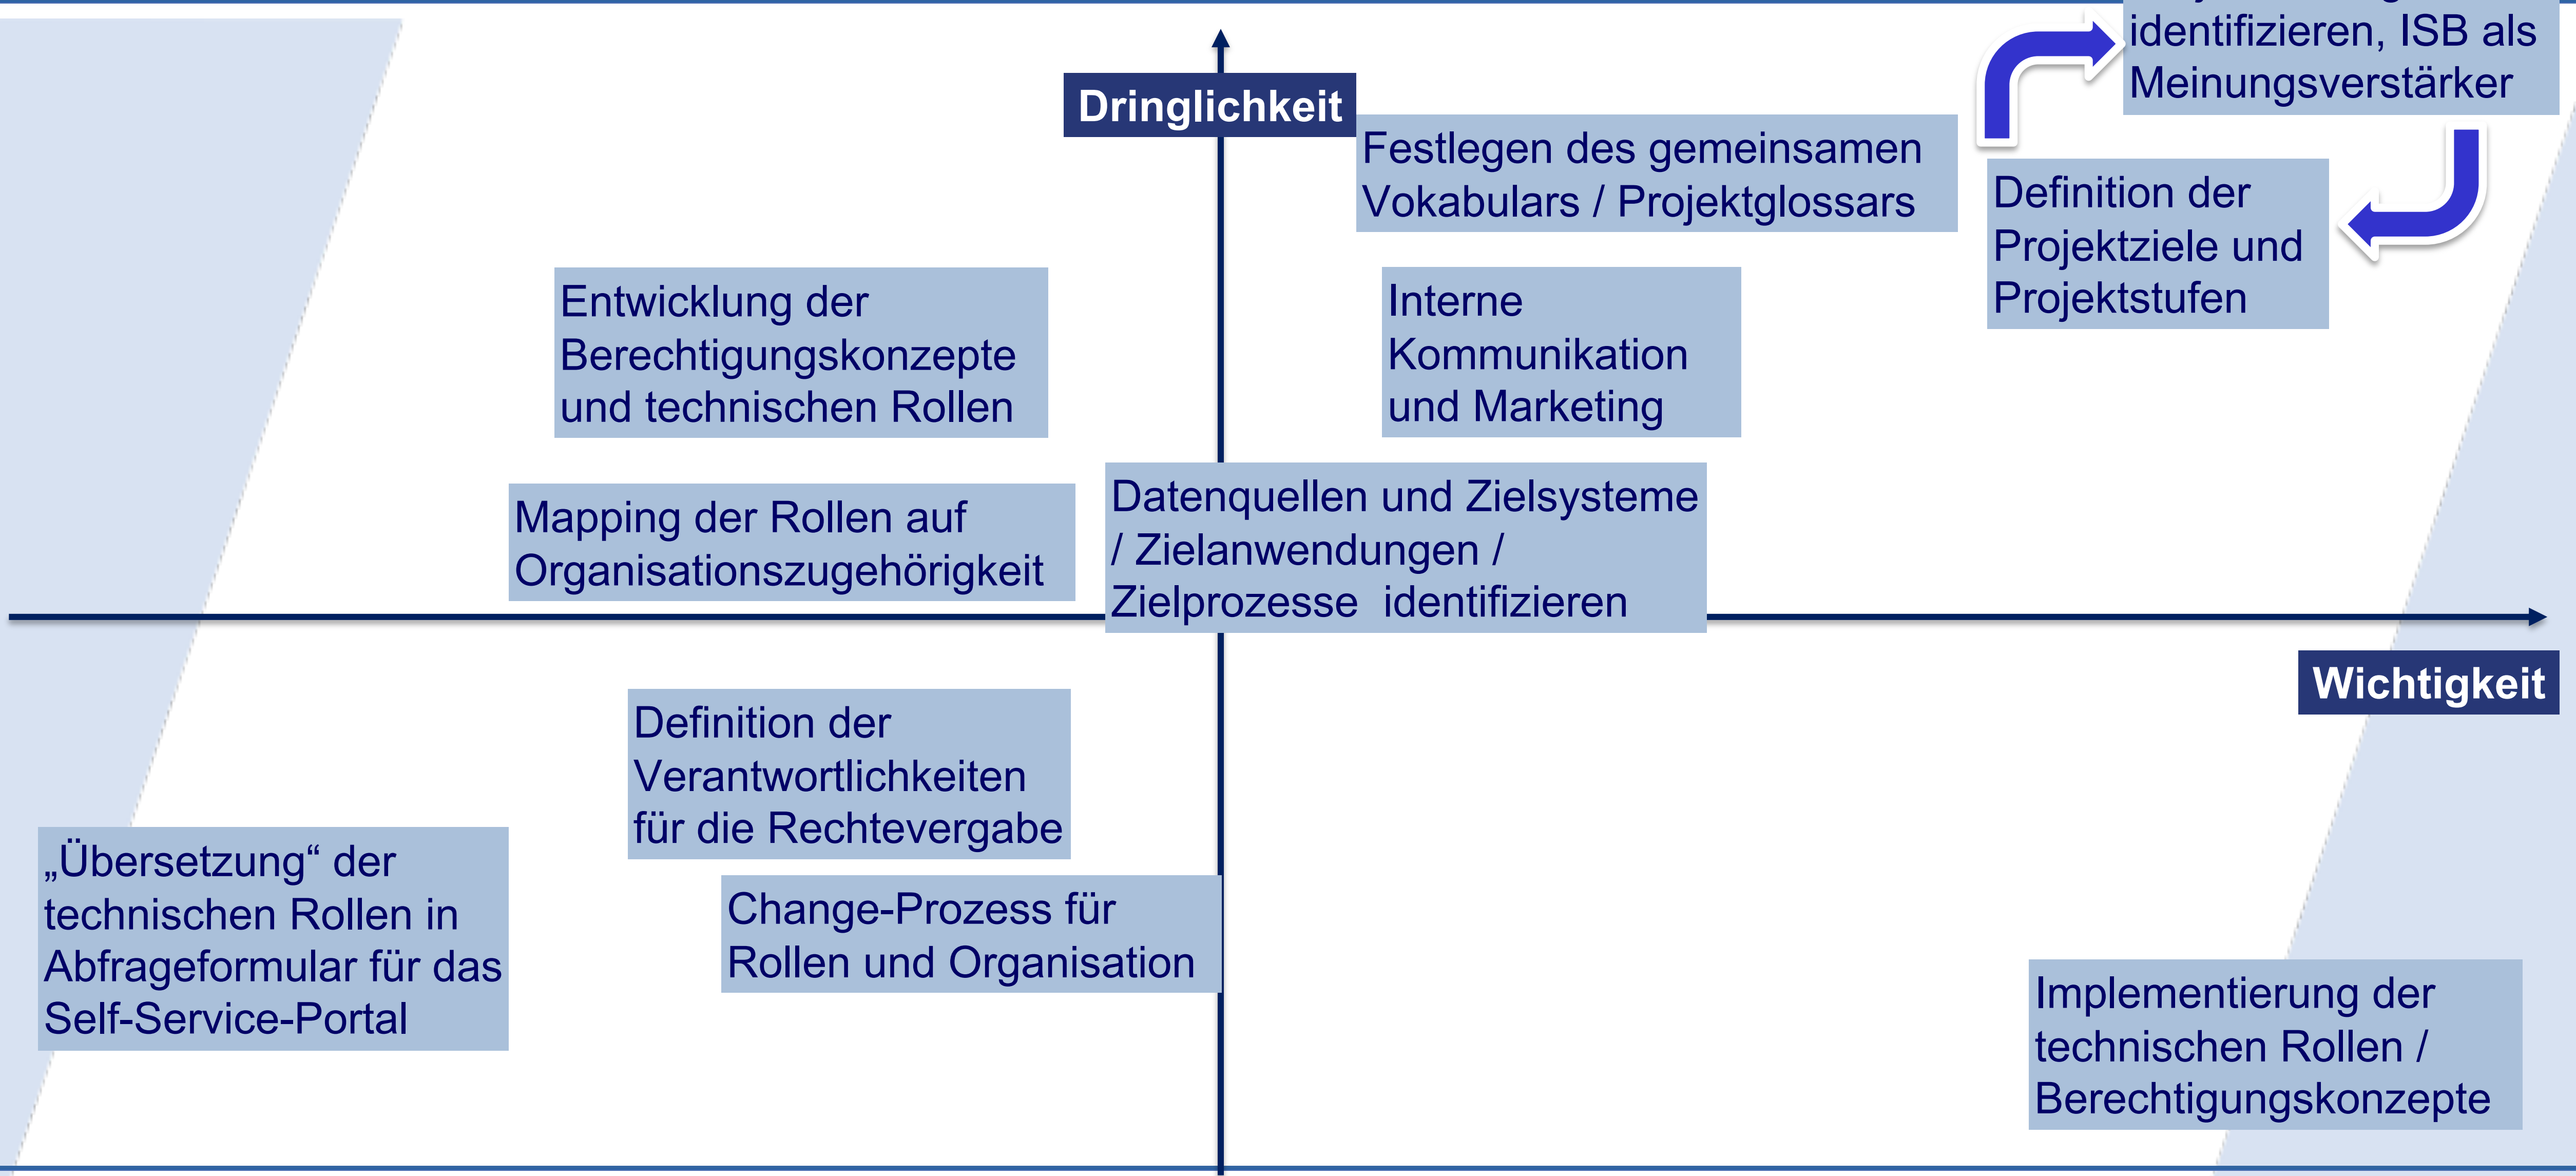 identifizieren, ISB als
Meinungsverstärker
Dringlichkeit
Festlegen des gemeinsamen
Vokabulars / Projektglossars
Definition der
Projektziele und
Projektstufen
Entwicklung der
Berechtigungskonzepte
und technischen Rollen
Interne
Kommunikation
und Marketing
Mapping der Rollen auf
Organisationszugehörigkeit
Datenquellen und Zielsysteme
/ Zielanwendungen /
Zielprozesse identifizieren
Wichtigkeit
Definition der
Verantwortlichkeiten
für die Rechtevergabe
„Übersetzung“ der
technischen Rollen in
Abfrageformular für das
Self-Service-Portal
Change-Prozess für
Rollen und Organisation
Implementierung der
technischen Rollen /
Berechtigungskonzepte